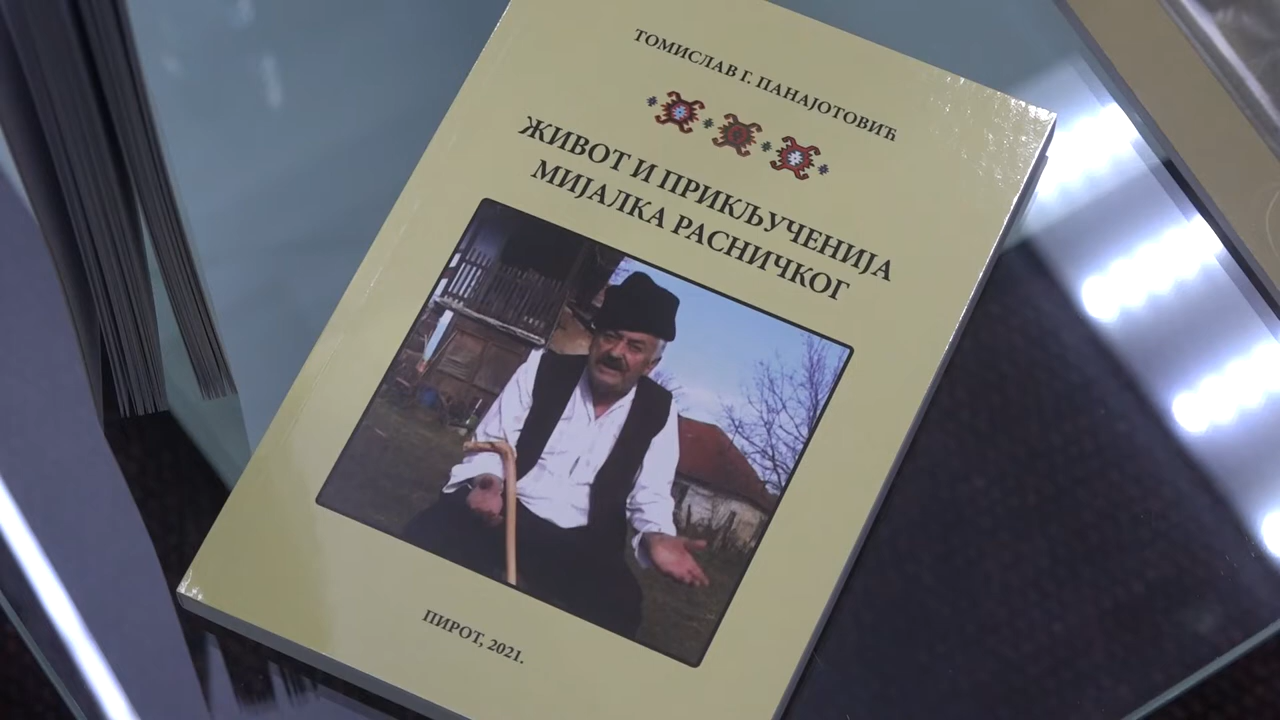 ТОМИСЛАВ Г. ПАНАЈОТОВИЋ
ЖИВОТ И ПРИКЉУЧЕНИЈА
МИЈАЛКА РАСНИЧКОГ
ПИРОТ, 2021.